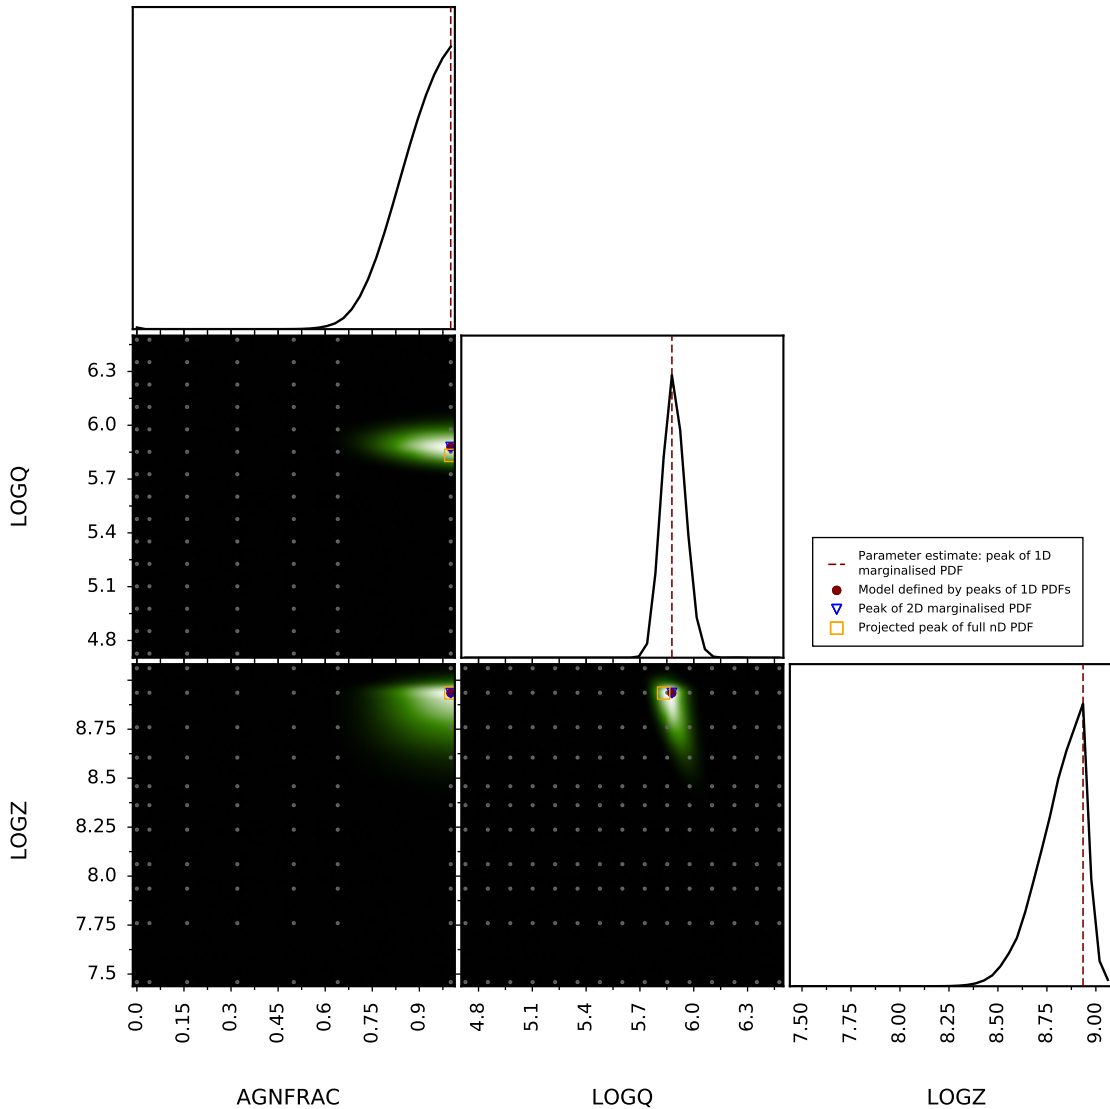 6.3
6.0
5.7
5.4
5.1
4.8
LOGQ
Parameter estimate: peak of 1D
marginalised PDF
Model defined by peaks of 1D PDFs
Peak of 2D marginalised PDF
Projected peak of full nD PDF
8.75
8.5
8.25
8.0
7.75
7.5
LOGZ
0.0 0.15 0.3 0.45 0.6 0.75 0.9
4.8 5.1 5.4 5.7 6.0 6.3
7.50 7.75 8.00 8.25 8.50 8.75 9.00
AGNFRAC
LOGQ
LOGZ